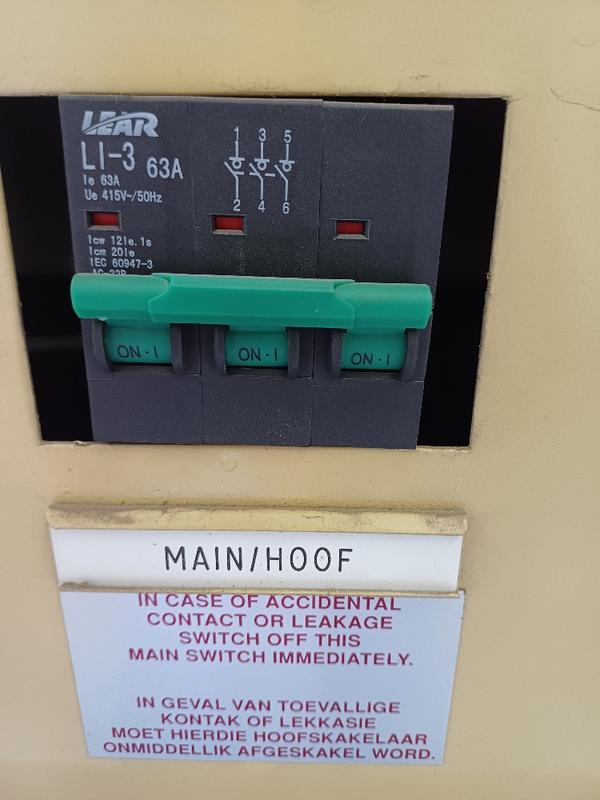 LEAR
LI-3 63A
Ie 63A
Ue 415V~/50Hz
1 3 5
2 4 6
Icw 12Ie.1s
Icm 20Ie
IEC 60947-3
AC-22B
ON·I ON·I ON·I
MAIN/HOOF
IN CASE OF ACCIDENTAL
CONTACT OR LEAKAGE
SWITCH OFF THIS
MAIN SWITCH IMMEDIATELY.
IN GEVAL VAN TOEVALLIGE
KONTAK OF LEKKASIE
MOET HIERDIE HOOFSKAKELAAR
ONMIDDELLIK AFGESKAKEL WORD.